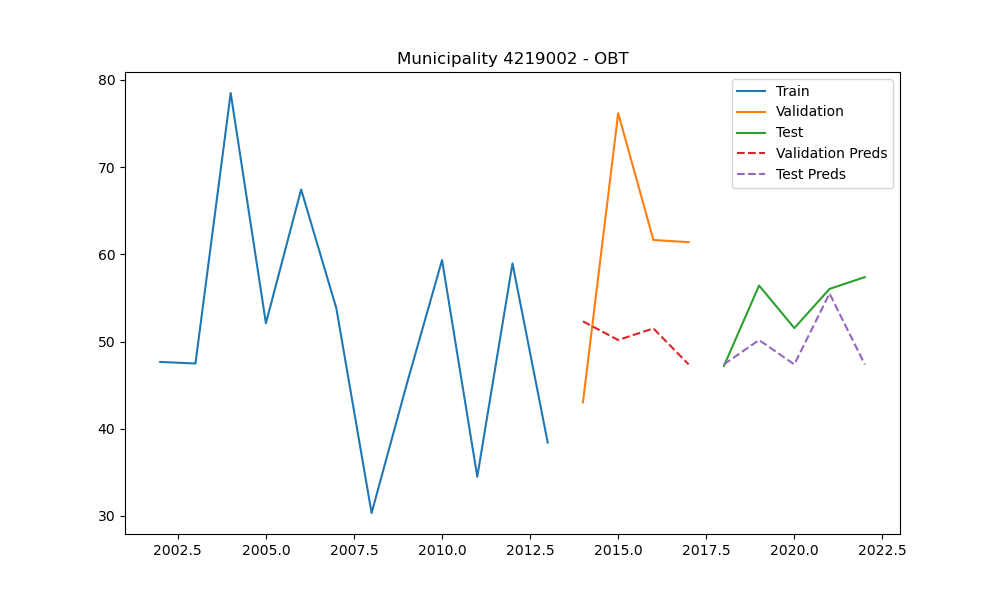 Municipality 4219002 - OBT
80
70
60
50
40
30
Train
Validation
Test
Validation Preds
Test Preds
2002.5 2005.0 2007.5 2010.0 2012.5 2015.0 2017.5 2020.0 2022.5